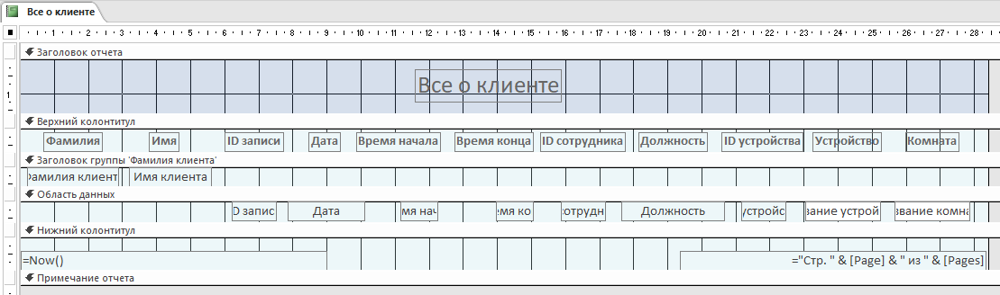 Все о клиенте
1 2 3 4 5 6 7 8 9 10 11 12 13 14 15 16 17 18 19 20 21 22 23 24 25 26 27 28
Заголовок отчета
1
Все о клиенте
Верхний колонтитул
Фамилия Имя ID записи Дата Время начала Время конца ID сотрудника Должность ID устройства Устройство Комната
Заголовок группы 'Фамилия клиента'
Фамилия клиент Имя клиента
Область данных
D запис Дата мя нач мя ко сотрудн Должность устройс вание устрой звание комна
Нижний колонтитул
=Now() ="Стр. " & [Page] & " из " & [Pages]
Примечание отчета